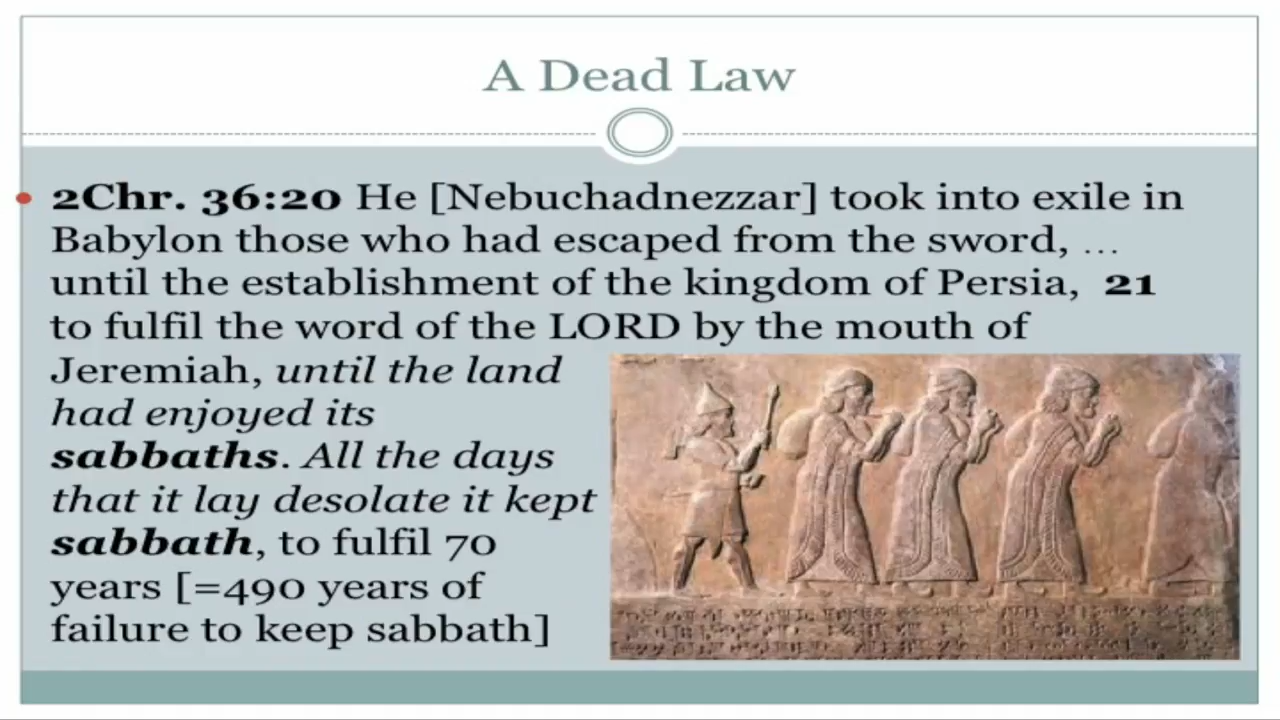 A Dead Law
2Chr. 36:20 He [Nebuchadnezzar] took into exile in
Babylon those who had escaped from the sword, …
until the establishment of the kingdom of Persia, 21
to fulfil the word of the LORD by the mouth of
Jeremiah, until the land
had enjoyed its
sabbaths. All the days
that it lay desolate it kept
sabbath, to fulfil 70
years [=490 years of
failure to keep sabbath]